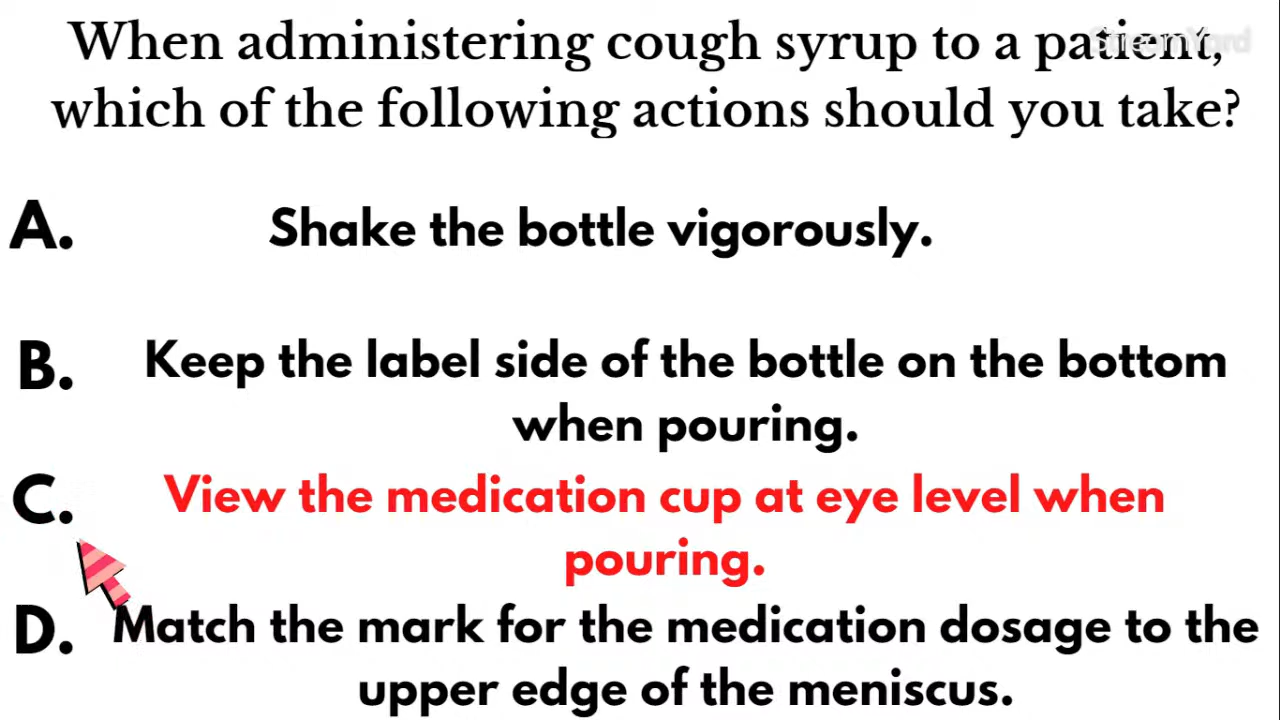 When administering cough syrup to a patient,
StreamYard
which of the following actions should you take?
A. Shake the bottle vigorously.
B. Keep the label side of the bottle on the bottom
when pouring.
C. View the medication cup at eye level when
pouring.
D. Match the mark for the medication dosage to the
upper edge of the meniscus.